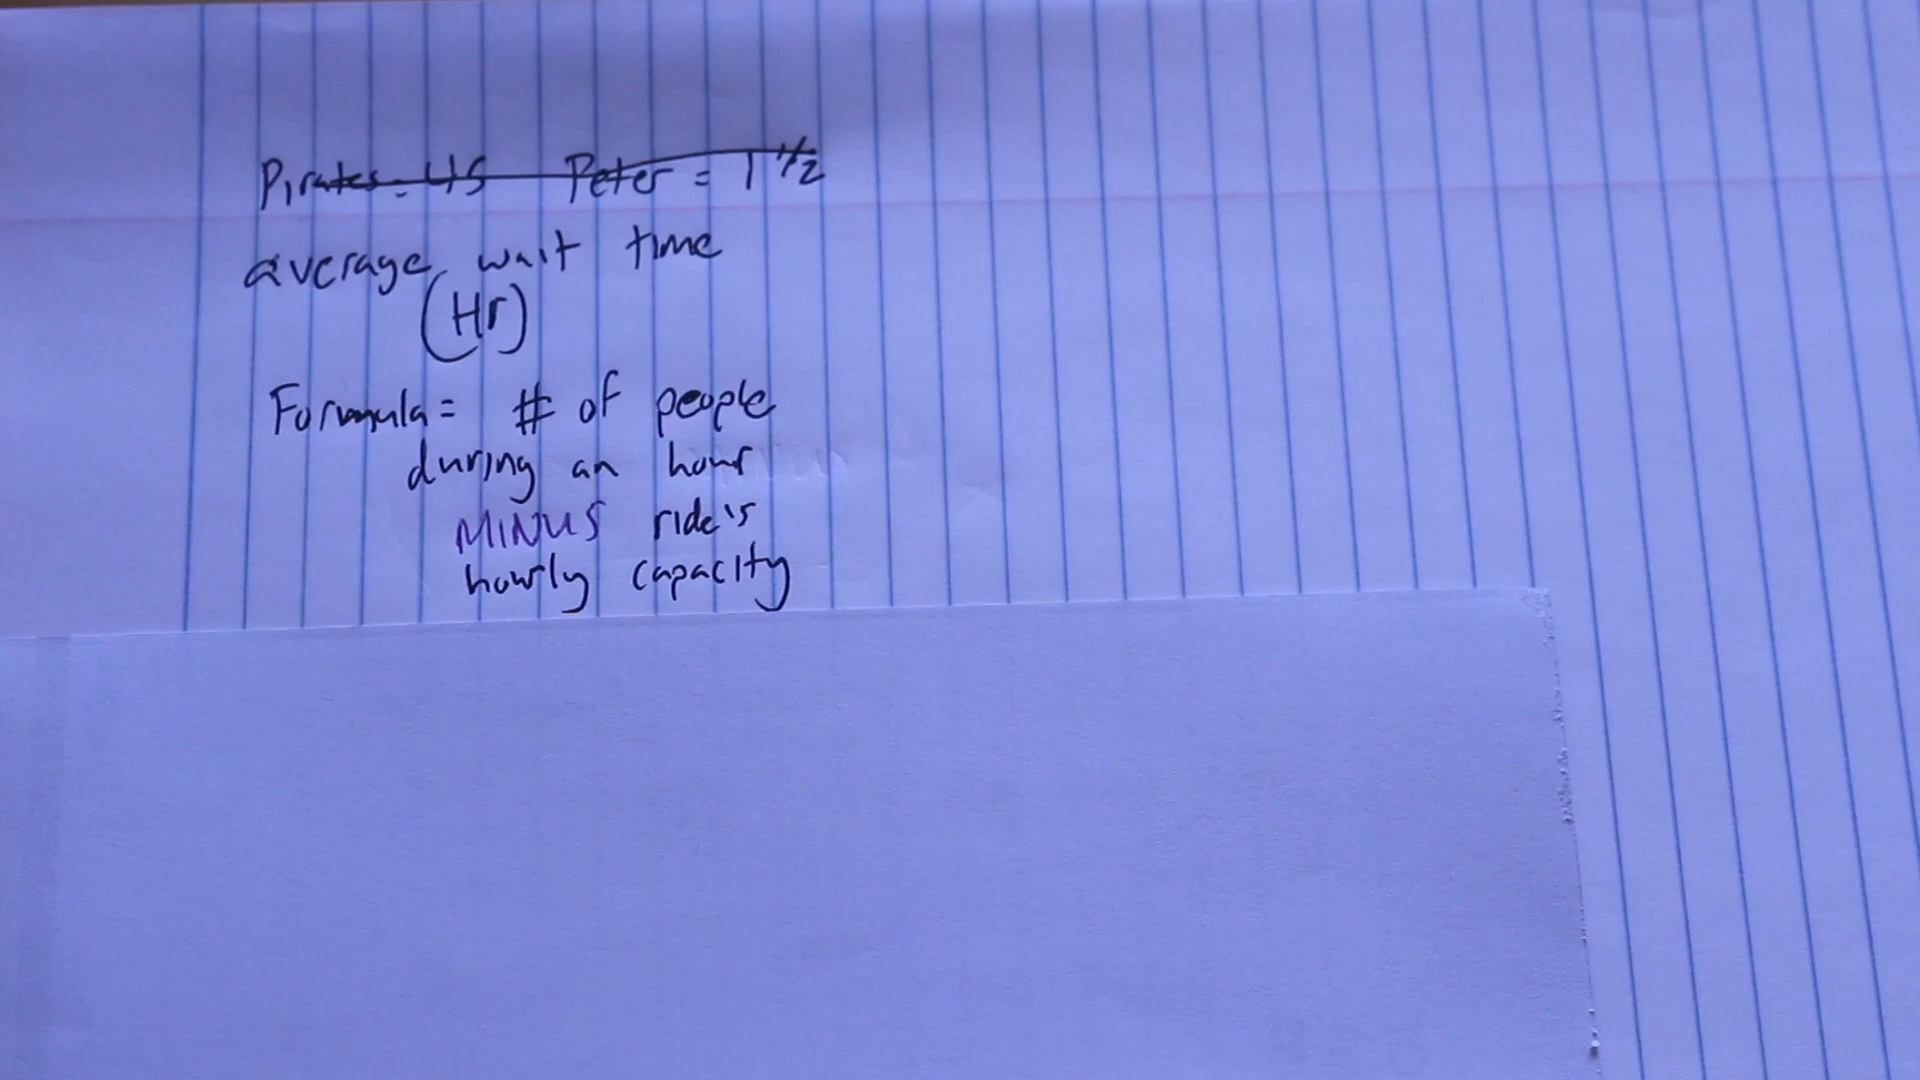 Pirates = 45 Peter = 1 1/2
average wait time
(Hr)
Formula = # of people
during an hour
MINUS ride's
hourly capacity